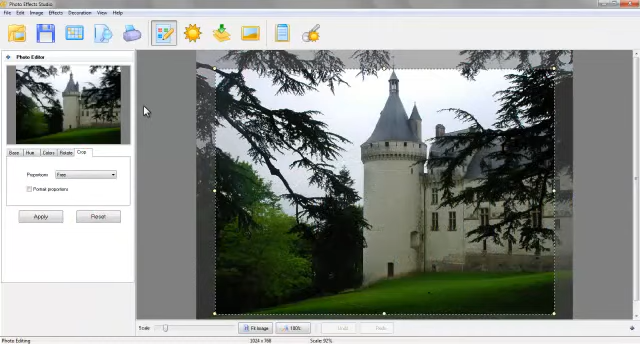 Photo Effects Studio
File Edit Image Effects Decoration View Help
Photo Editor
Base Hue Colors Rotate Crop
Proportions: Free
Portrait proportions
Apply Reset
Scale: Fit Image 100% Undo Redo
Photo Editing 1024 x 768 Scale: 92%